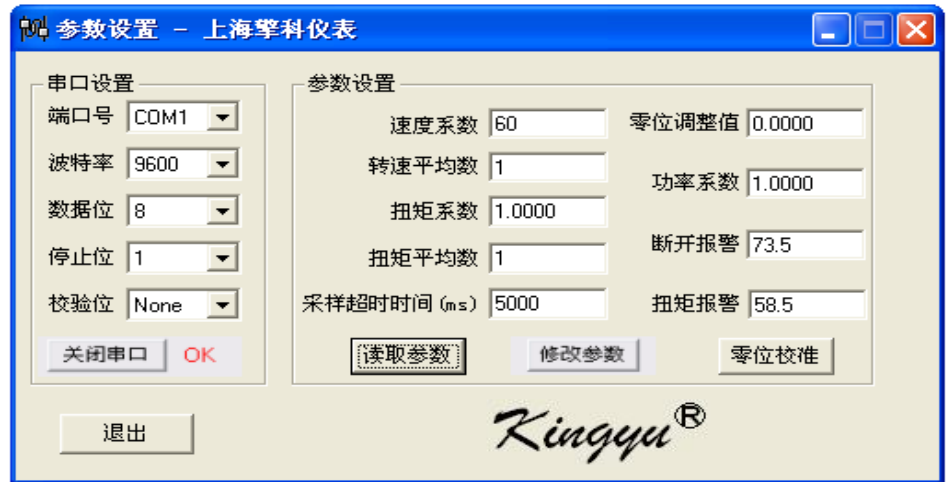 参数设置 - 上海擎科仪表
串口设置
端口号 COM1
波特率 9600
数据位 8
停止位 1
校验位 None
关闭串口 OK
参数设置
速度系数 60
零位调整值 0.0000
转速平均数 1
功率系数 1.0000
扭矩系数 1.0000
断开报警 73.5
扭矩平均数 1
扭矩报警 58.5
采样超时时间(ms) 5000
读取参数 修改参数 零位校准
退出
Kingyu®